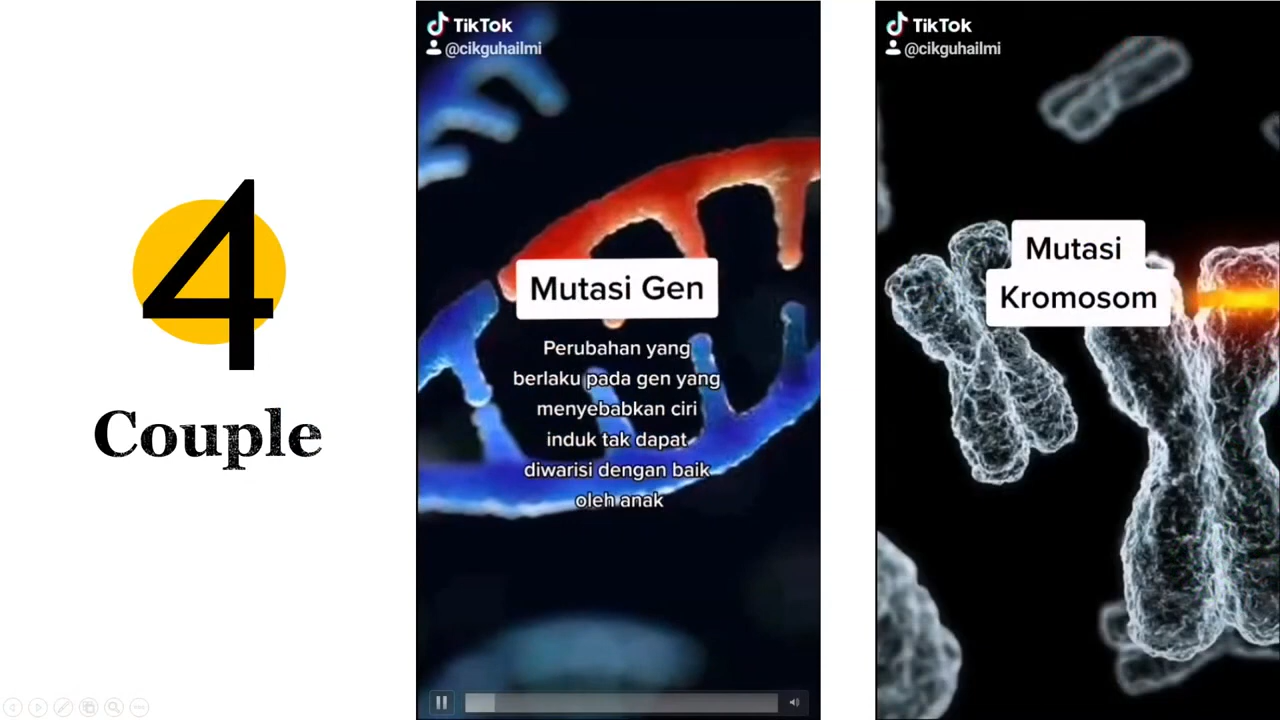 4
Couple
TikTok
@cikguhailmi
Mutasi Gen
Perubahan yang
berlaku pada gen yang
menyebabkan ciri
induk tak dapat
diwarisi dengan baik
oleh anak
TikTok
@cikguhailmi
Mutasi
Kromosom